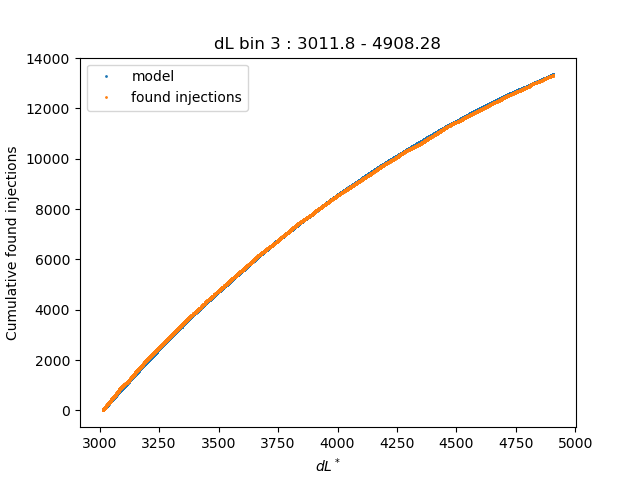 dL bin 3 : 3011.8 - 4908.28
model
found injections
Cumulative found injections
14000
12000
10000
8000
6000
4000
2000
0
3000 3250 3500 3750 4000 4250 4500 4750 5000
dL*